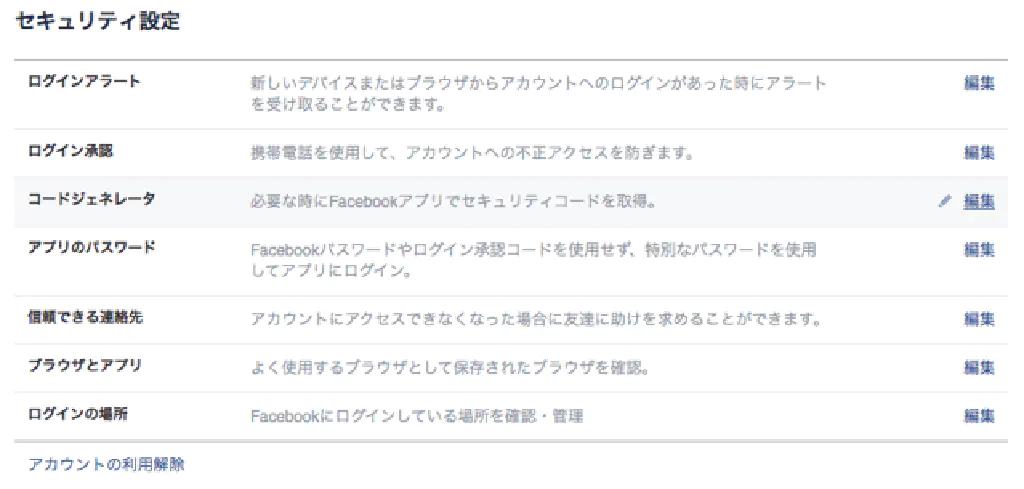 セキュリティ設定
ログインアラート
新しいデバイスまたはブラウザからアカウントへのログインがあった時にアラート
を受け取ることができます。
編集
ログイン承認
携帯電話を使用して、アカウントへの不正アクセスを防ぎます。
編集
コードジェネレータ
必要な時にFacebookアプリでセキュリティコードを取得。
編集
アプリのパスワード
Facebookパスワードやログイン承認コードを使用せず、特別なパスワードを使用
してアプリにログイン。
編集
信頼できる連絡先
アカウントにアクセスできなくなった場合に友達に助けを求めることができます。
編集
ブラウザとアプリ
よく使用するブラウザとして保存されたブラウザを確認。
編集
ログインの場所
Facebookにログインしている場所を確認・管理
編集
アカウントの利用解除